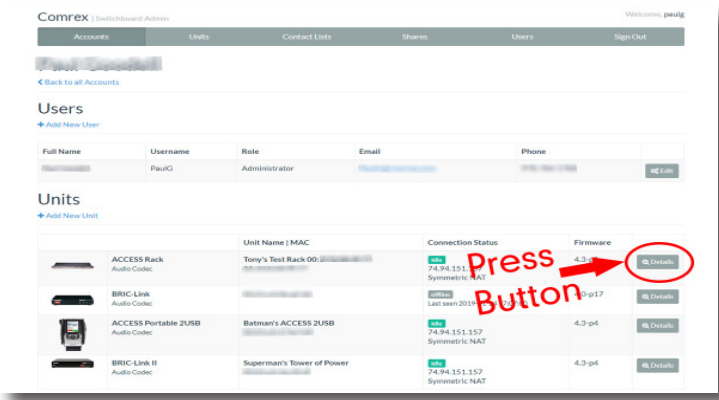 Comrex | Switchboard Admin
Welcome, paulg
Accounts Units Contact Lists Shares Users Sign Out
Back to all Accounts
Users
+ Add New User
Full Name Username Role Email Phone
PaulG Administrator Edit
Units
+ Add New Unit
Unit Name | MAC Connection Status Firmware
ACCESS Rack Tony's Test Rack 00: Idle
Audio Codec 74.94.151. Details
Symmetric NAT
Press
Button
BRIC-Link offline
Audio Codec Last seen Details
ACCESS Portable 2USB Batman's ACCESS 2USB Idle 4.3-p4
Audio Codec 74.94.151.157 Details
Symmetric NAT
BRIC-Link II Superman's Tower of Power Idle 4.3-p4
Audio Codec 74.94.151.157 Details
Symmetric NAT